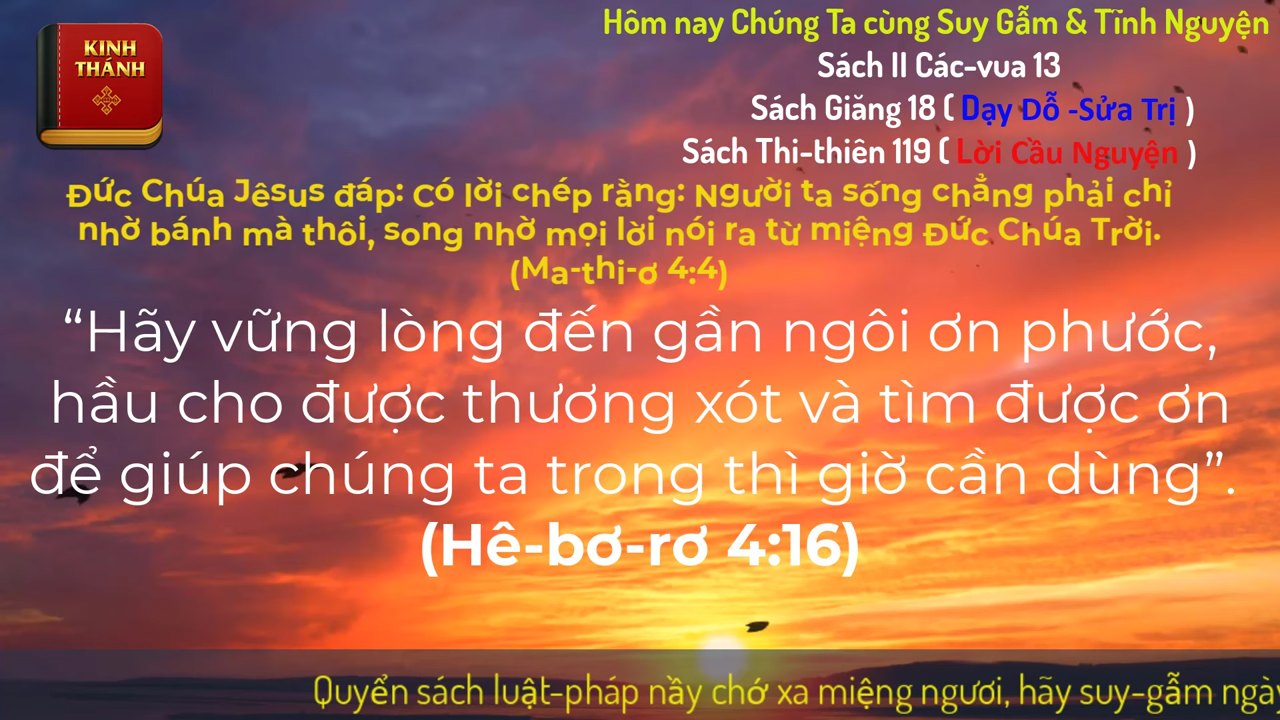 KINH
THÁNH
Hôm nay Chúng Ta cùng Suy Gẫm & Tĩnh Nguyện
Sách II Các-vua 13
Sách Giăng 18 ( Dạy Đỗ -Sửa Trị )
Sách Thi-thiên 119 ( Lời Cầu Nguyện )
Đức Chúa Jêsus đáp: Có lời chép rằng: Người ta sống chẳng phải chỉ
nhờ bánh mà thôi, song nhờ mọi lời nói ra từ miệng Đức Chúa Trời.
(Ma-thi-ơ 4:4)
“Hãy vững lòng đến gần ngôi ơn phước,
hầu cho được thương xót và tìm được ơn
để giúp chúng ta trong thì giờ cần dùng”.
(Hê-bơ-rơ 4:16)
Quyển sách luật-pháp nầy chớ xa miệng ngươi, hãy suy-gẫm ngày